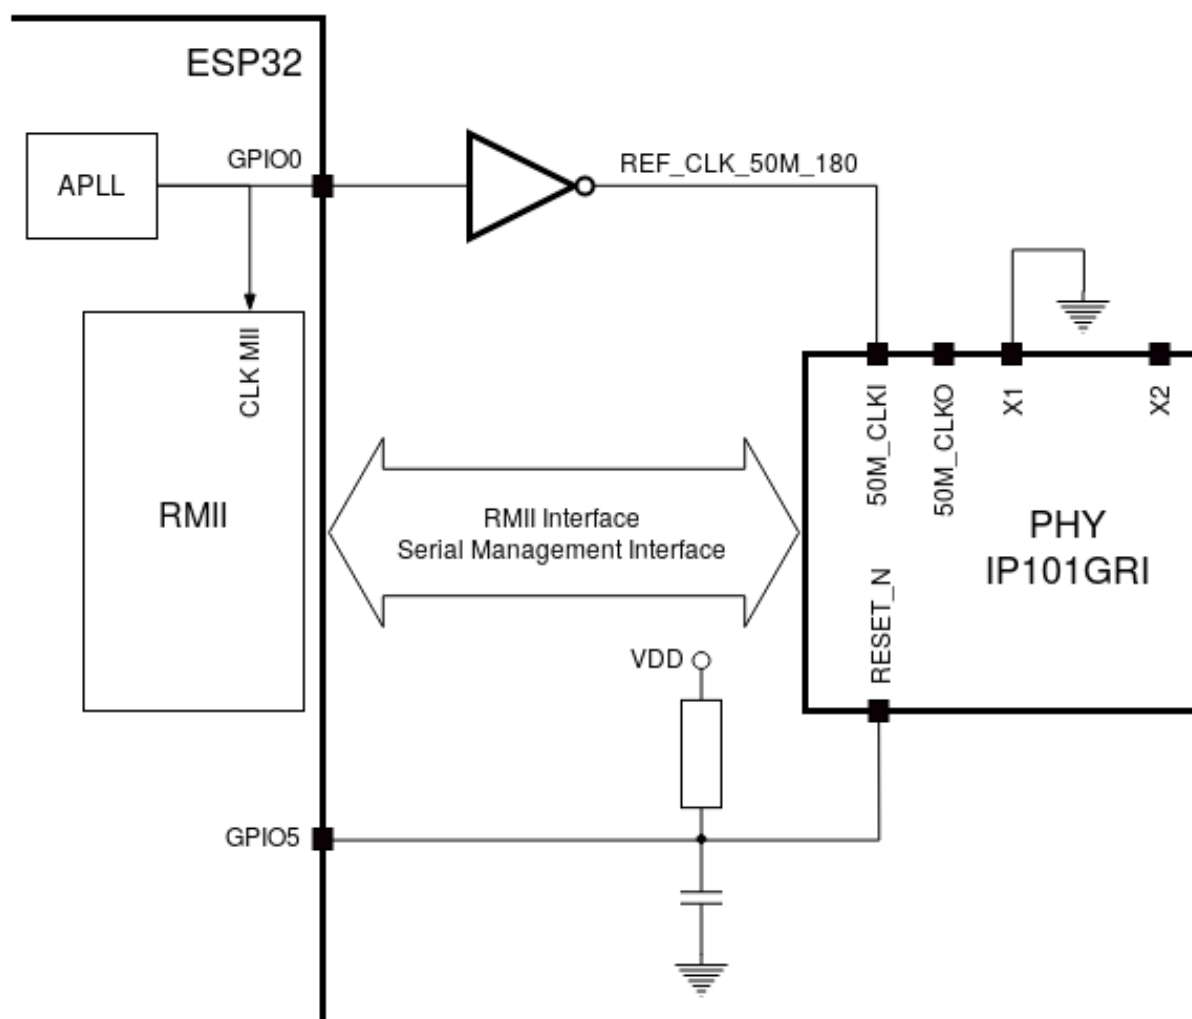 ESP32
GPIO0
REF_CLK_50M_180
APLL
CLK MII
50M_CLKI
50M_CLKO
X1
X2
RMII
RMII Interface
Serial Management Interface
PHY
IP101GRI
RESET_N
VDD
GPIO5